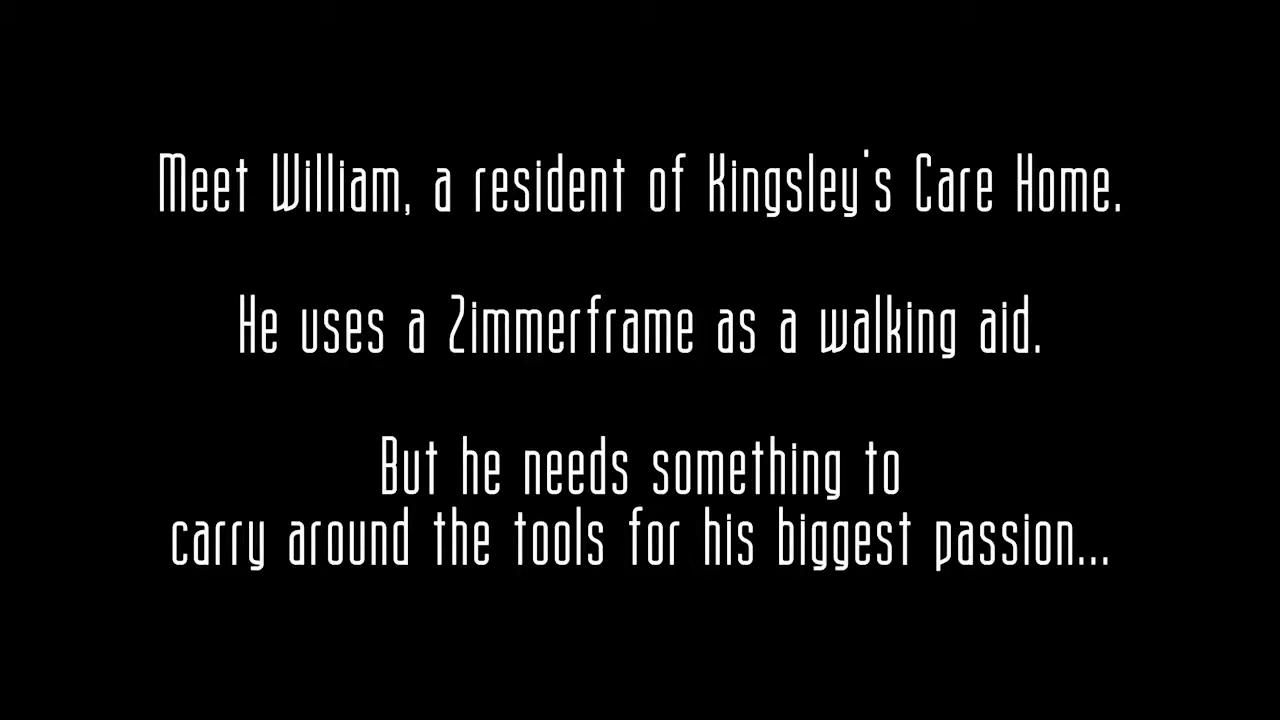 Meet William, a resident of Kingsley's Care Home.
He uses a Zimmerframe as a walking aid.
But he needs something to
carry around the tools for his biggest passion...